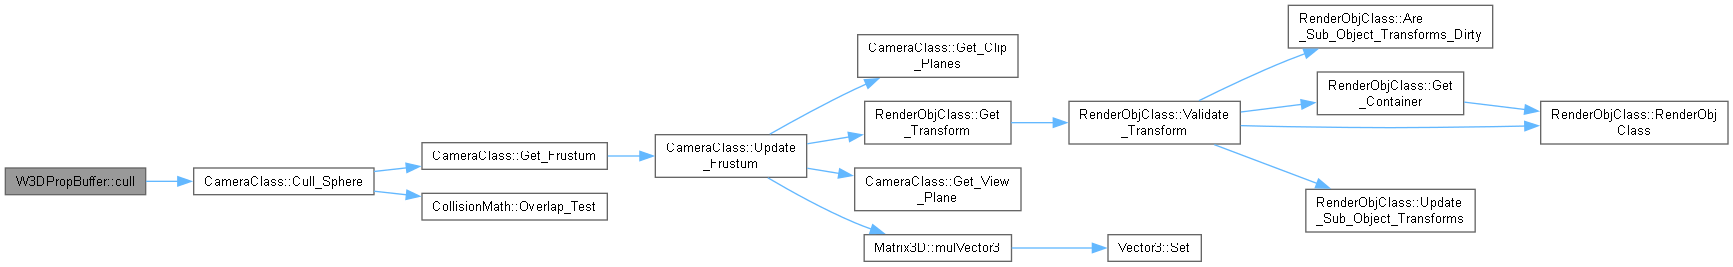 W3DPropBuffer::cull
CameraClass::Cull_Sphere
CameraClass::Get_Frustum
CollisionMath::Overlap_Test
CameraClass::Update
_Frustum
CameraClass::Get_Clip
_Planes
RenderObjClass::Get
_Transform
CameraClass::Get_View
_Plane
Matrix3D::mulVector3
Vector3::Set
RenderObjClass::Validate
_Transform
RenderObjClass::Are
_Sub_Object_Transforms_Dirty
RenderObjClass::Get
_Container
RenderObjClass::RenderObj
Class
RenderObjClass::Update
_Sub_Object_Transforms